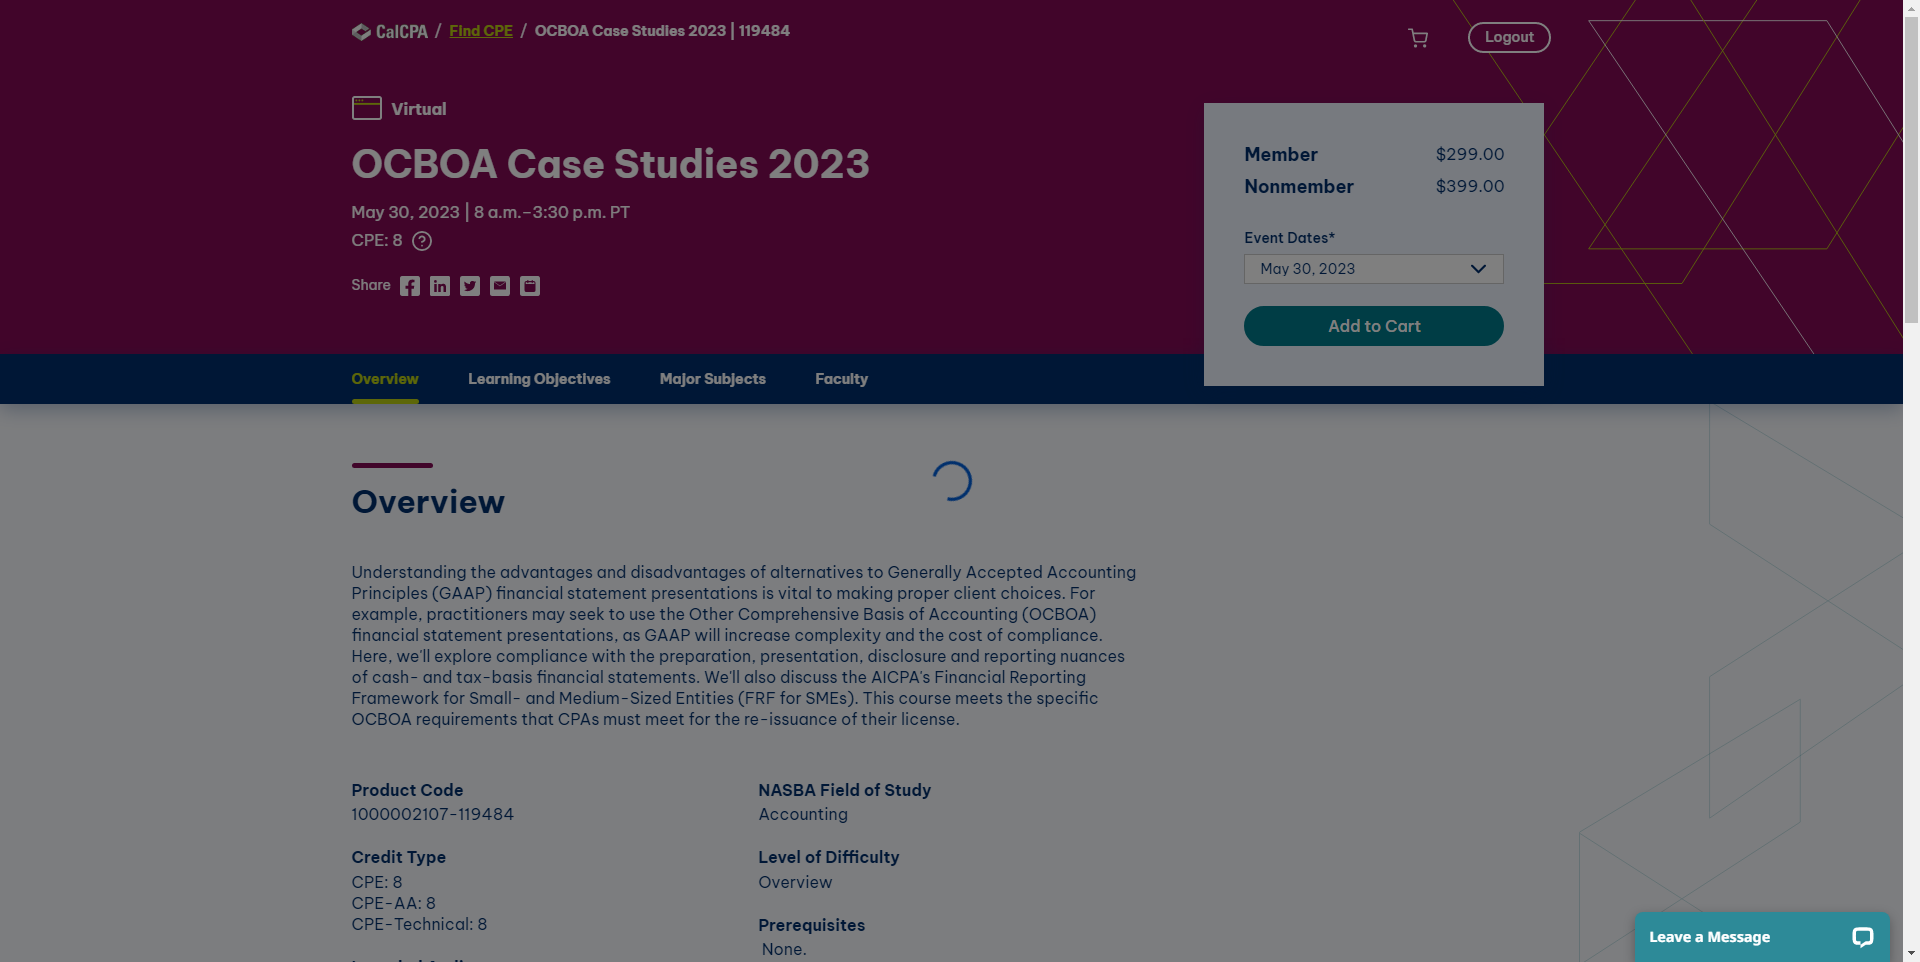 CalCPA / Find CPE / OCBOA Case Studies 2023 | 119484
Logout
Virtual
OCBOA Case Studies 2023
May 30, 2023 | 8 a.m.–3:30 p.m. PT
CPE: 8 ?
Share
Member $299.00
Nonmember $399.00
Event Dates*
May 30, 2023
Add to Cart
Overview Learning Objectives Major Subjects Faculty
Overview
Understanding the advantages and disadvantages of alternatives to Generally Accepted Accounting
Principles (GAAP) financial statement presentations is vital to making proper client choices. For
example, practitioners may seek to use the Other Comprehensive Basis of Accounting (OCBOA)
financial statement presentations, as GAAP will increase complexity and the cost of compliance.
Here, we'll explore compliance with the preparation, presentation, disclosure and reporting nuances
of cash- and tax-basis financial statements. We'll also discuss the AICPA's Financial Reporting
Framework for Small- and Medium-Sized Entities (FRF for SMEs). This course meets the specific
OCBOA requirements that CPAs must meet for the re-issuance of their license.
Product Code
1000002107-119484
Credit Type
CPE: 8
CPE-AA: 8
CPE-Technical: 8
NASBA Field of Study
Accounting
Level of Difficulty
Overview
Prerequisites
None.
Leave a Message